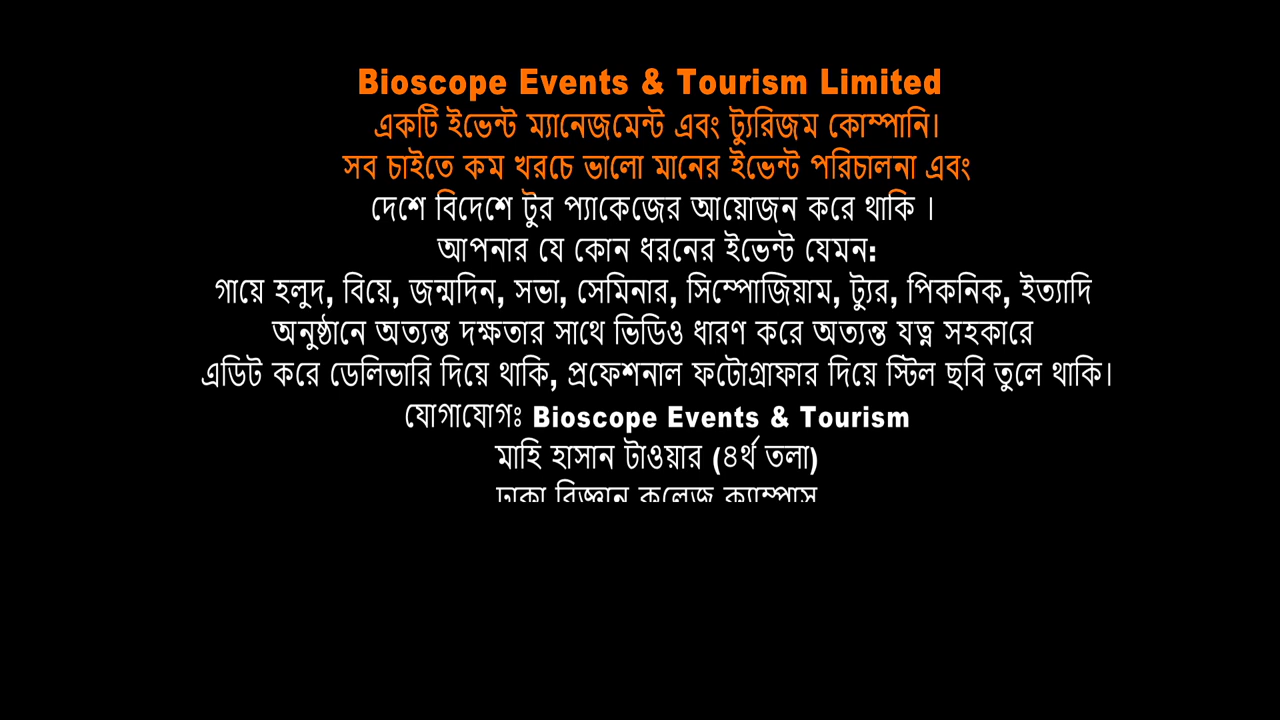 Bioscope Events & Tourism Limited
একটি ইভেন্ট ম্যানেজমেন্ট এবং ট্যুরিজম কোম্পানি।
সব চাইতে কম খরচে ভালো মানের ইভেন্ট পরিচালনা এবং
দেশে বিদেশে টুর প্যাকেজের আয়োজন করে থাকি ।
আপনার যে কোন ধরনের ইভেন্ট যেমন:
গায়ে হলুদ, বিয়ে, জন্মদিন, সভা, সেমিনার, সিম্পোজিয়াম, ট্যুর, পিকনিক, ইত্যাদি
অনুষ্ঠানে অত্যন্ত দক্ষতার সাথে ভিডিও ধারণ করে অত্যন্ত যত্ন সহকারে
এডিট করে ডেলিভারি দিয়ে থাকি, প্রফেশনাল ফটোগ্রাফার দিয়ে স্টিল ছবি তুলে থাকি।
যোগাযোগঃ Bioscope Events & Tourism
মাহি হাসান টাওয়ার (৪র্থ তলা)
ঢাকা বিজ্ঞান কলেজ ক্যাম্পাস